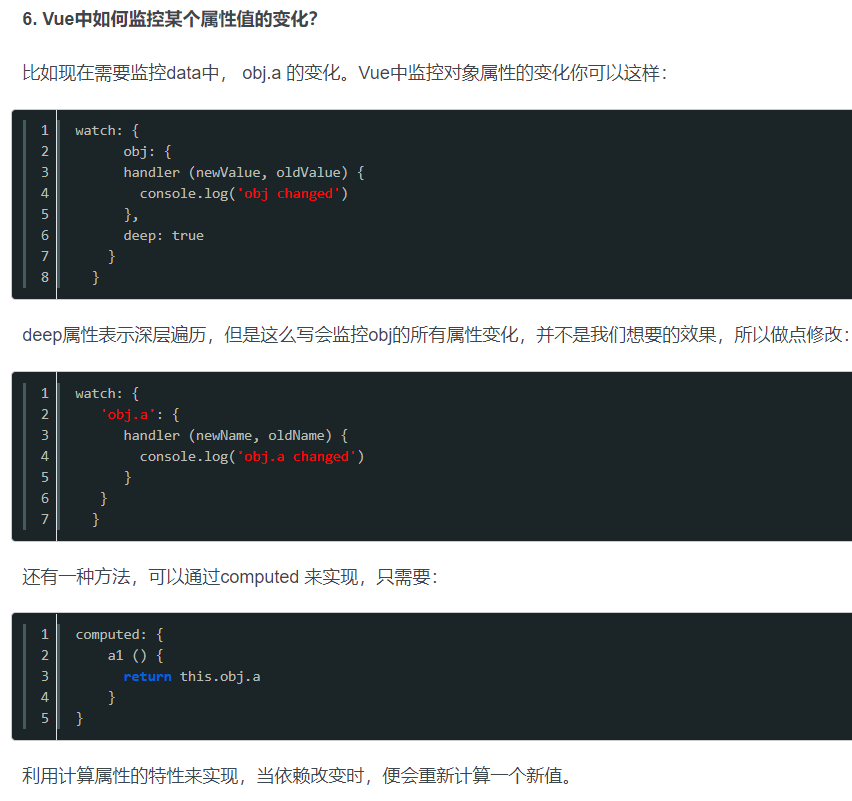 6. Vue中如何监控某个属性值的变化？
比如现在需要监控data中， obj.a 的变化。Vue中监控对象属性的变化你可以这样：
1 watch: {
2 obj: {
3 handler (newValue, oldValue) {
4 console.log('obj changed')
5 },
6 deep: true
7 }
8 }
deep属性表示深层遍历，但是这么写会监控obj的所有属性变化，并不是我们想要的效果，所以做点修改：
1 watch: {
2 'obj.a': {
3 handler (newName, oldName) {
4 console.log('obj.a changed')
5 }
6 }
7 }
还有一种方法，可以通过computed 来实现，只需要：
1 computed: {
2 a1 () {
3 return this.obj.a
4 }
5 }
利用计算属性的特性来实现，当依赖改变时，便会重新计算一个新值。